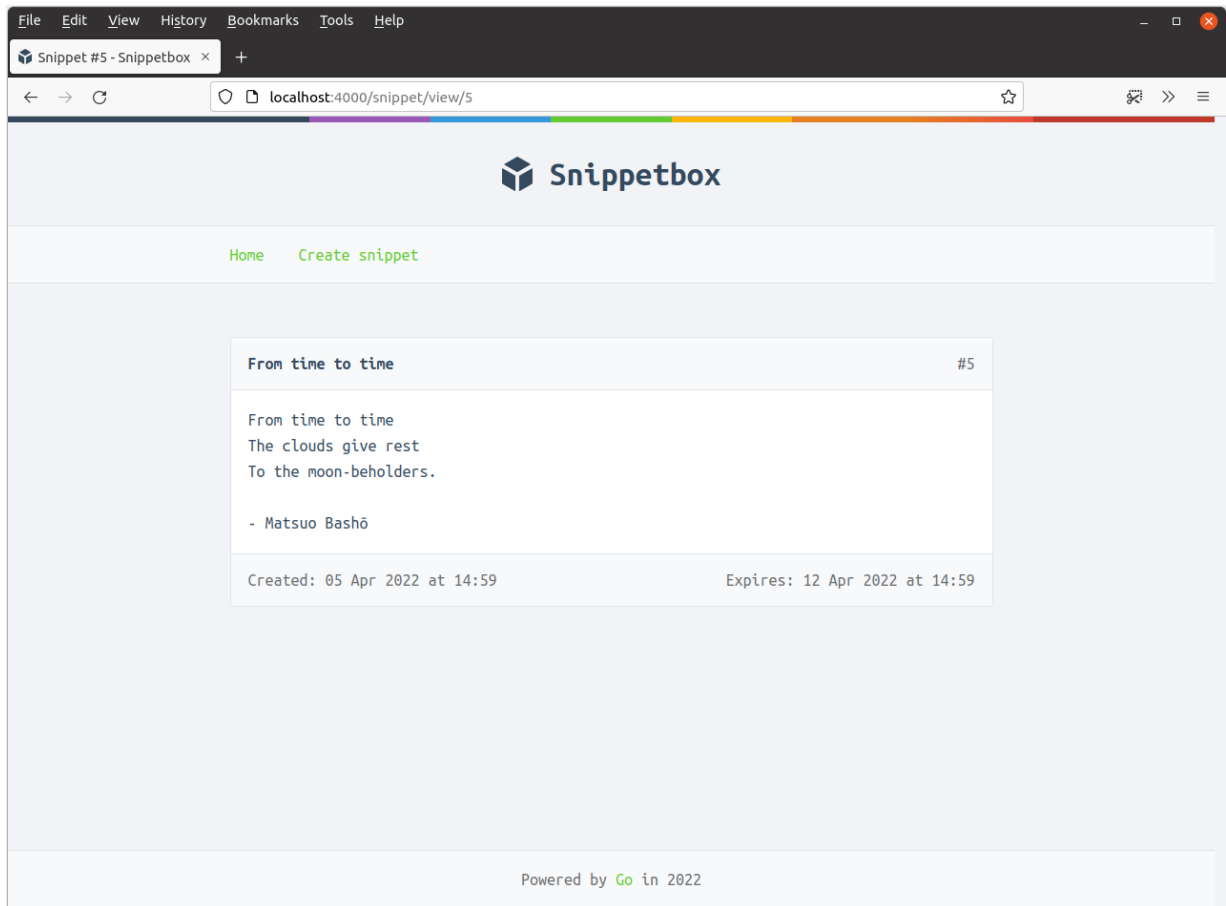 File Edit View History Bookmarks Tools Help
Snippet #5 - Snippetbox
localhost:4000/snippet/view/5
Snippetbox
Home Create snippet
From time to time #5
From time to time
The clouds give rest
To the moon-beholders.
- Matsuo Bashō
Created: 05 Apr 2022 at 14:59 Expires: 12 Apr 2022 at 14:59
Powered by Go in 2022